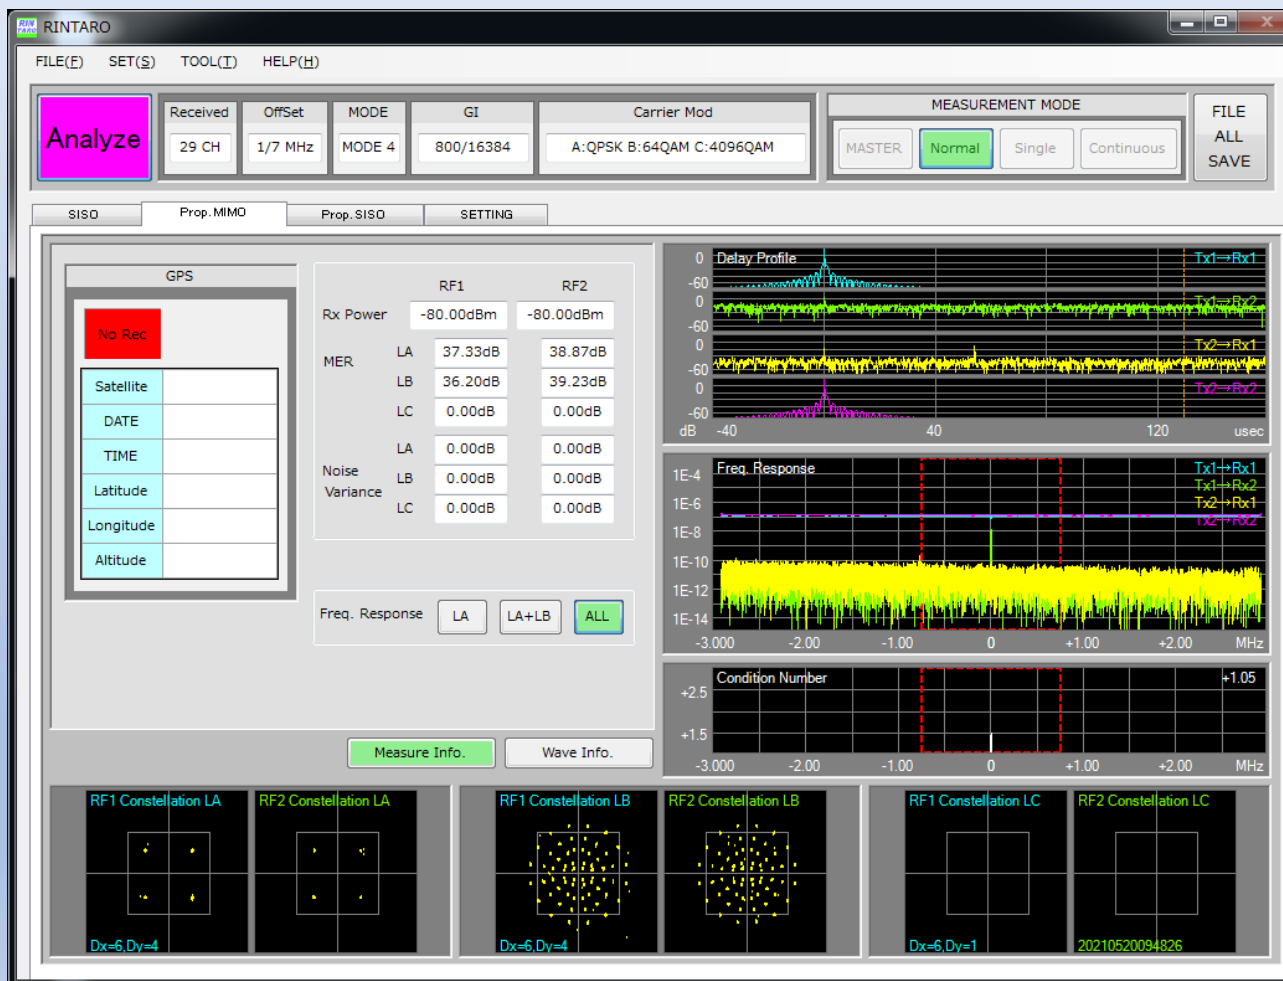 RIN TARO RINTARO
FILE(F) SET(S) TOOL(T) HELP(H)
Analyze
Received OffSet MODE GI Carrier Mod
29 CH 1/7 MHz MODE 4 800/16384 A:QPSK B:64QAM C:4096QAM
MEASUREMENT MODE
MASTER Normal Single Continuous
FILE
ALL
SAVE
SISO Prop.MIMO Prop.SISO SETTING
GPS
No Rec
Satellite
DATE
TIME
Latitude
Longitude
Altitude
RF1 RF2
Rx Power -80.00dBm -80.00dBm
MER
LA 37.33dB 38.87dB
LB 36.20dB 39.23dB
LC 0.00dB 0.00dB
Noise
Variance
LA 0.00dB 0.00dB
LB 0.00dB 0.00dB
LC 0.00dB 0.00dB
Freq. Response LA LA+LB ALL
Measure Info. Wave Info.
Delay Profile
0 Tx1→Rx1
-60
0 Tx1→Rx2
-60
0 Tx2→Rx1
-60
0 Tx2→Rx2
-60
dB -40 40 120 usec
Freq. Response
Tx1→Rx1
Tx1→Rx2
Tx2→Rx1
Tx2→Rx2
1E-4
1E-6
1E-8
1E-10
1E-12
1E-14
-3.000 -2.00 -1.00 0 +1.00 +2.00 MHz
Condition Number +1.05
+2.5
+1.5
-3.000 -2.00 -1.00 0 +1.00 +2.00 MHz
RF1 Constellation LA RF2 Constellation LA
Dx=6,Dy=4
RF1 Constellation LB RF2 Constellation LB
Dx=6,Dy=4
RF1 Constellation LC RF2 Constellation LC
Dx=6,Dy=1 20210520094826